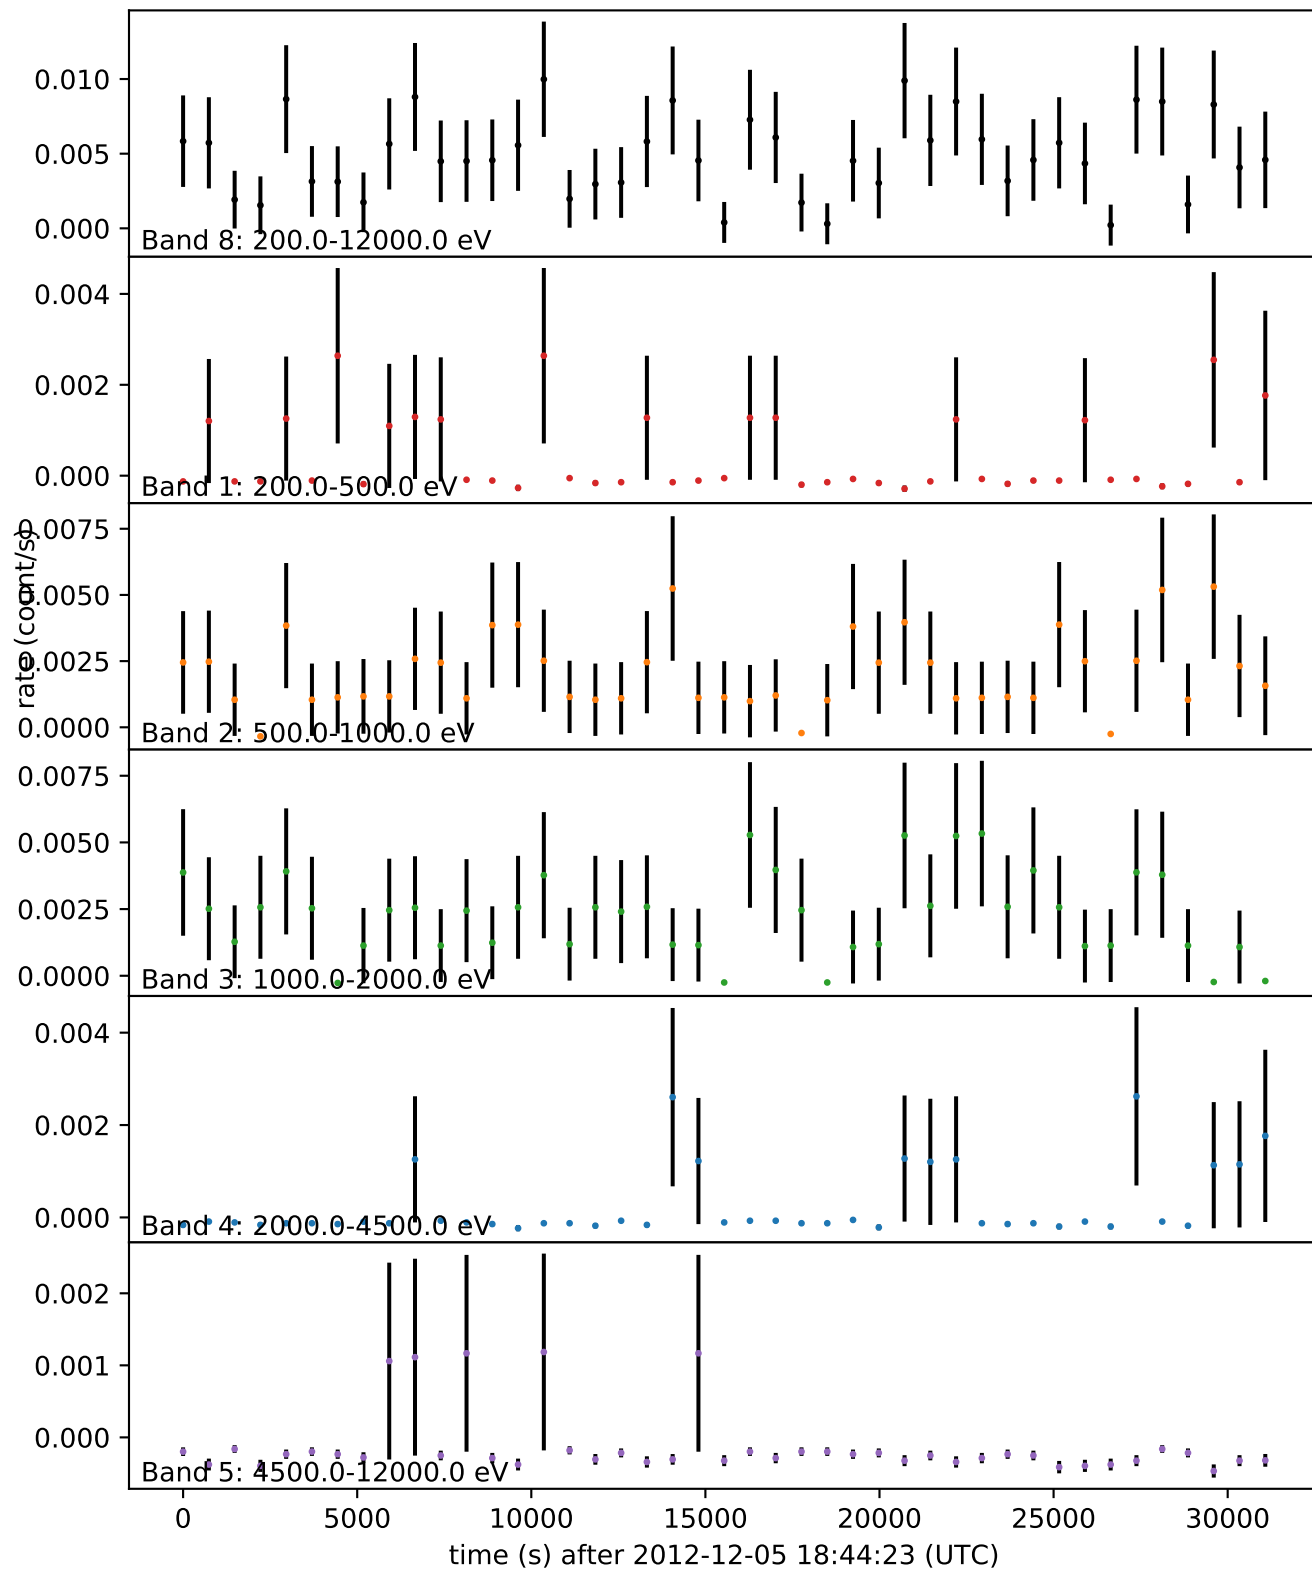 0.010
0.005
0.000
Band 8: 200.0-12000.0 eV
0.004
0.002
0.000
Band 1: 200.0-500.0 eV
rate (count/s)
0.0075
0.0050
0.0025
0.0000
Band 2: 500.0-1000.0 eV
0.0075
0.0050
0.0025
0.0000
Band 3: 1000.0-2000.0 eV
0.004
0.002
0.000
Band 4: 2000.0-4500.0 eV
0.002
0.001
0.000
Band 5: 4500.0-12000.0 eV
0 5000 10000 15000 20000 25000 30000
time (s) after 2012-12-05 18:44:23 (UTC)